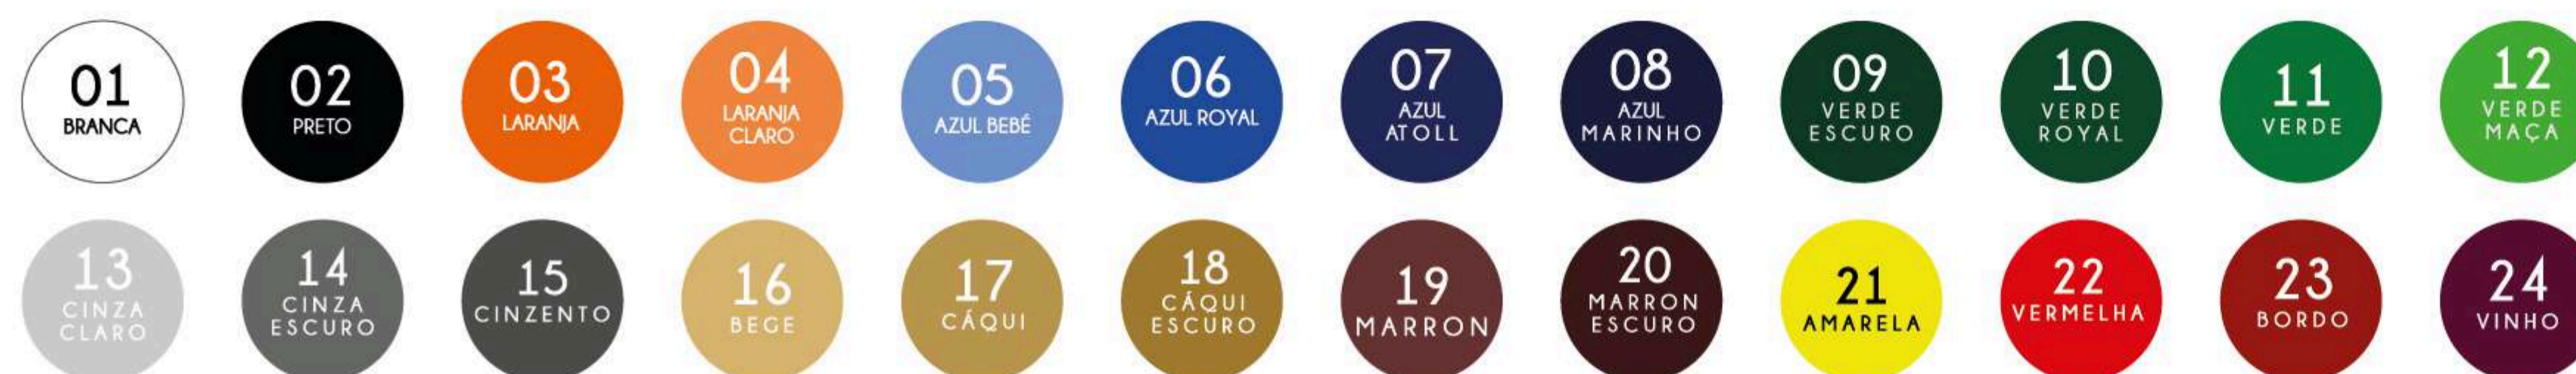 01
BRANCA
02
PRETO
03
LARANJA
04
LARANJA
CLARO
05
AZUL BEBÉ
06
AZUL ROYAL
07
AZUL
ATOLL
08
AZUL
MARINHO
09
VERDE
ESCURO
10
VERDE
ROYAL
11
VERDE
12
VERDE
MAÇA
13
CINZA
CLARO
14
CINZA
ESCURO
15
CINZENTO
16
BEGE
17
CÁQUI
18
CÁQUI
ESCURO
19
MARRON
20
MARRON
ESCURO
21
AMARELA
22
VERMELHA
23
BORDO
24
VINHO